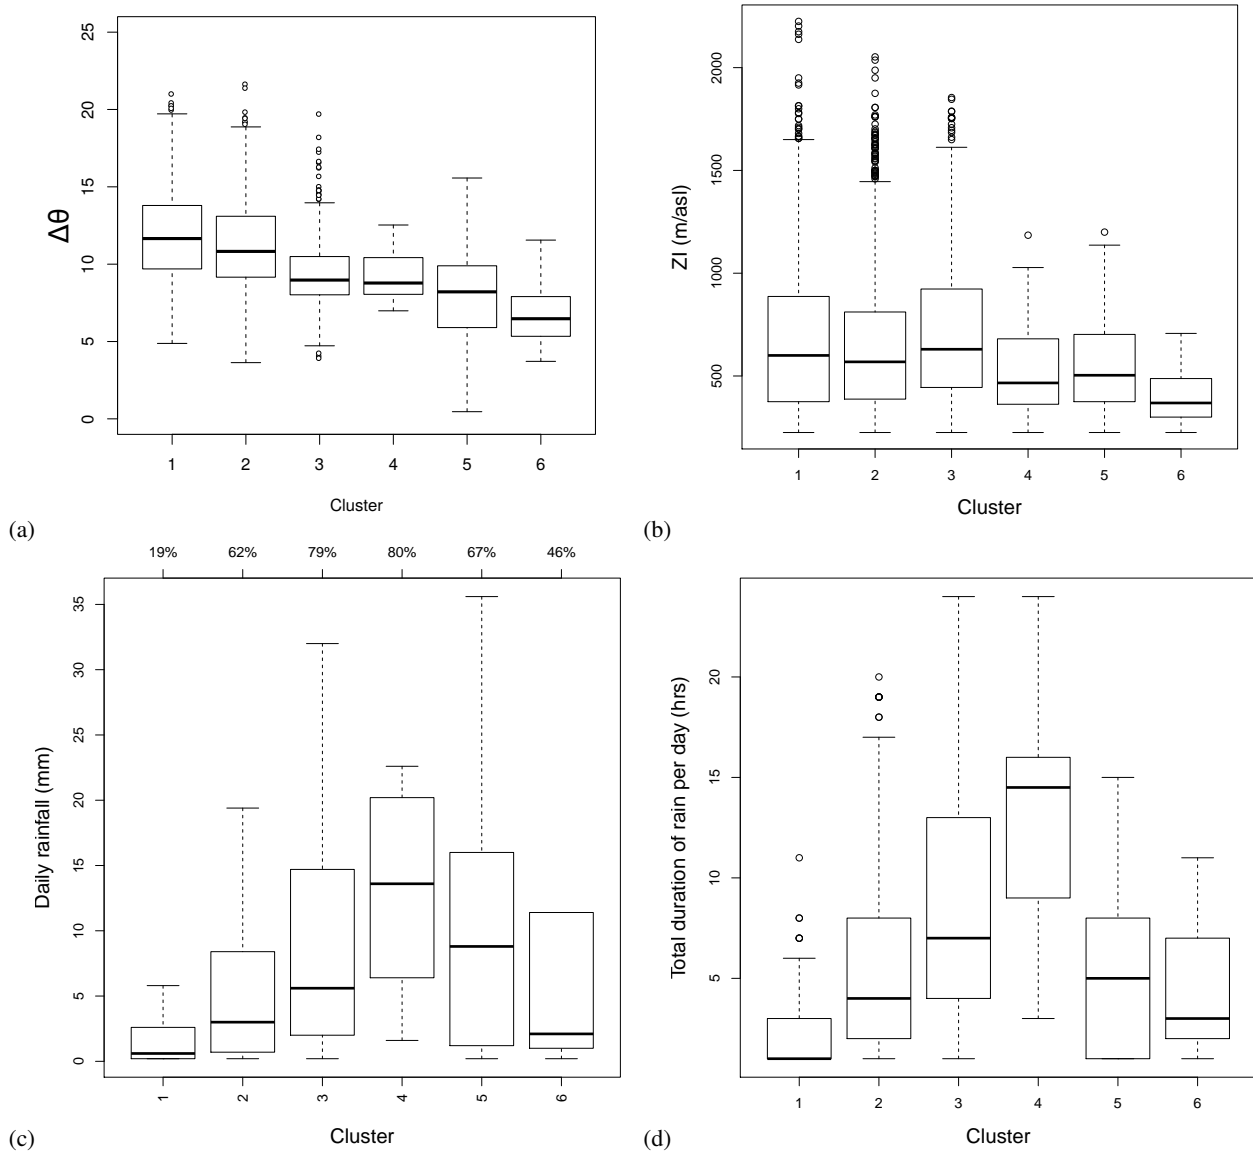 25
20
15
10
5
0
Δθ
1 2 3 4 5 6
Cluster
(a)
2000
1500
1000
500
ZI (m/asl)
1 2 3 4 5 6
Cluster
(b)
19% 62% 79% 80% 67% 46%
35
30
25
20
15
10
5
0
Daily rainfall (mm)
1 2 3 4 5 6
Cluster
(c)
20
15
10
5
Total duration of rain per day (hrs)
1 2 3 4 5 6
Cluster
(d)